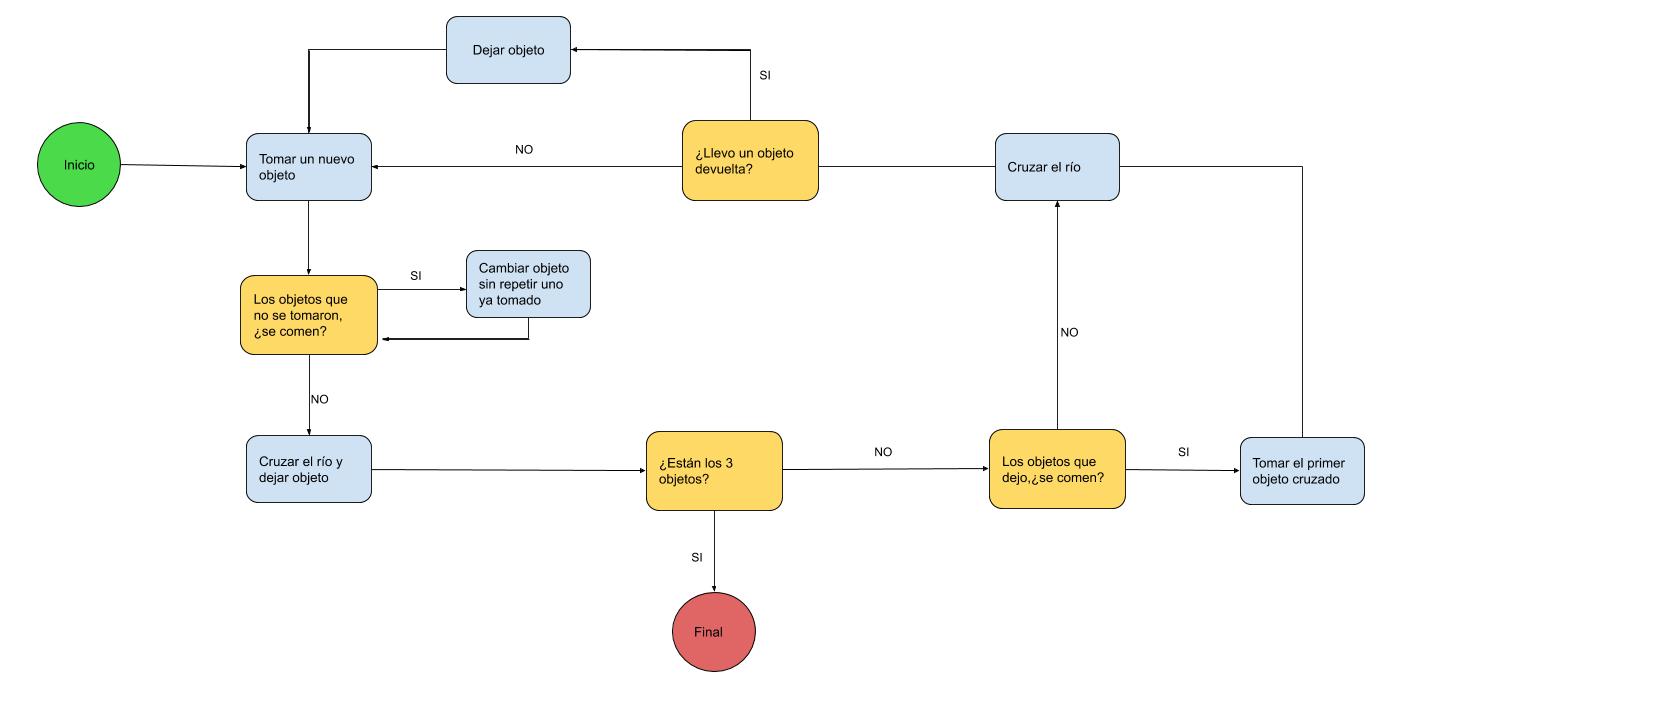 Dejar objeto
SI
Inicio
Tomar un nuevo
objeto
NO
¿Llevo un objeto
devuelta?
Cruzar el río
SI
Cambiar objeto
sin repetir uno
ya tomado
Los objetos que
no se tomaron,
¿se comen?
NO
NO
Cruzar el río y
dejar objeto
¿Están los 3
objetos?
NO
Los objetos que
dejo,¿se comen?
SI
Tomar el primer
objeto cruzado
SI
Final